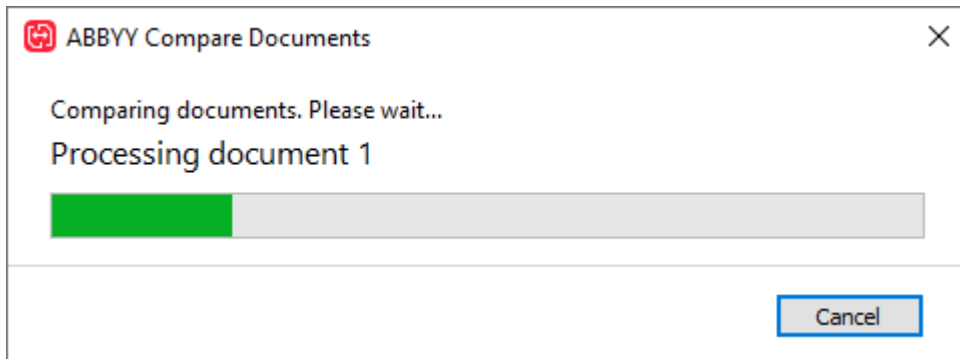 ABBYY Compare Documents
Comparing documents. Please wait...
Processing document 1
Cancel